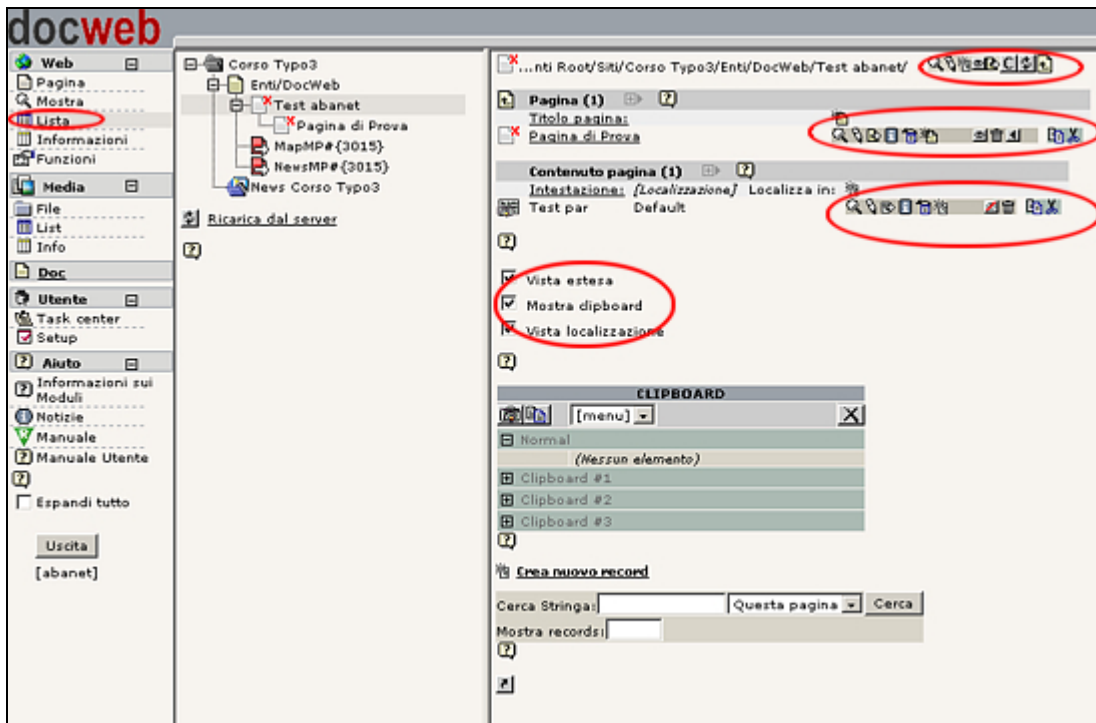 docweb
Web
Pagina
Mostra
Lista
Informazioni
Funzioni
Media
File
List
Info
Doc
Utente
Task center
Setup
Aiuto
Informazioni sui
Moduli
Notizie
Manuale
Manuale Utente
Espandi tutto
Uscita
[abanet]
Corso Typo3
Enti/DocWeb
Test abanet
Pagina di Prova
MapMP#{3015}
NewsMP#{3015}
News Corso Typo3
Ricarica dal server
...nti Root/Siti/Corso Typo3/Enti/DocWeb/Test abanet/
Pagina (1)
Titolo pagina:
Pagina di Prova
Contenuto pagina (1)
Intestazione: [Localizzazione] Localizza in:
Test par Default
Vista estesa
Mostra clipboard
Vista localizzazione
CLIPBOARD
[menu]
Normal
(Nessun elemento)
Clipboard #1
Clipboard #2
Clipboard #3
Crea nuovo record
Cerca Stringa: Questa pagina Cerca
Mostra records: